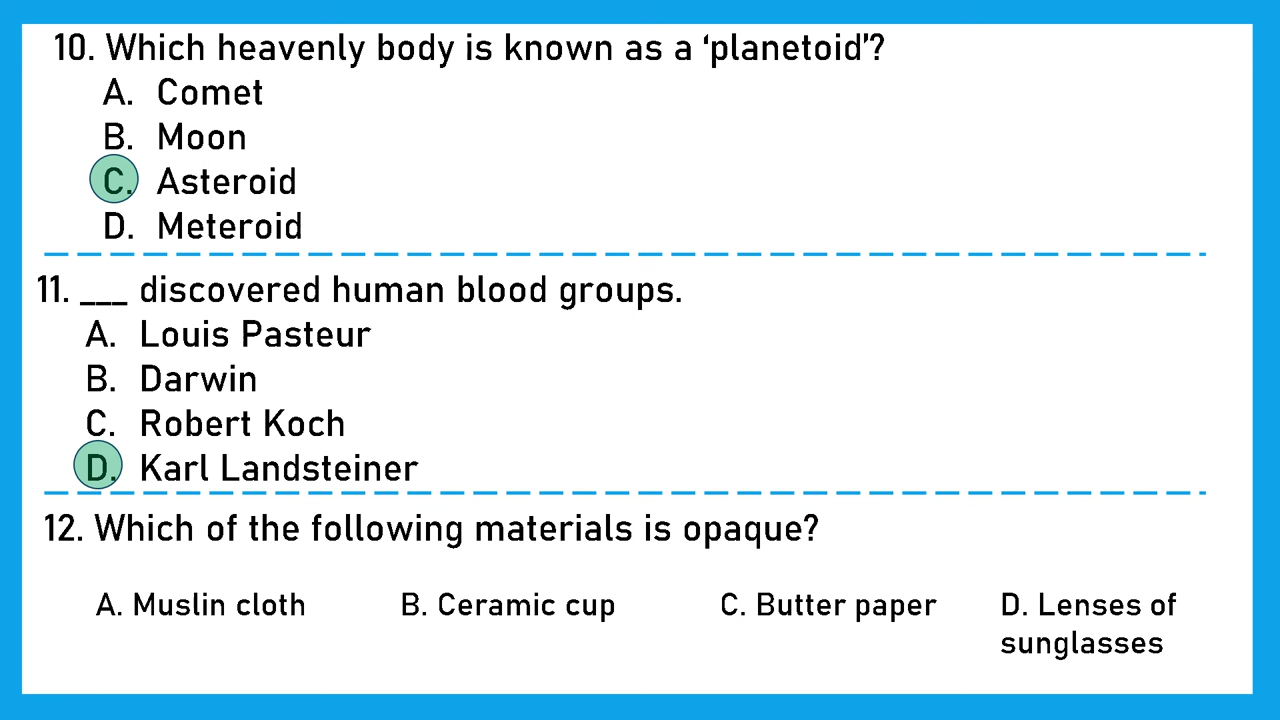 10. Which heavenly body is known as a ‘planetoid’?
A. Comet
B. Moon
C. Asteroid
D. Meteroid
11. ___ discovered human blood groups.
A. Louis Pasteur
B. Darwin
C. Robert Koch
D. Karl Landsteiner
12. Which of the following materials is opaque?
A. Muslin cloth B. Ceramic cup C. Butter paper D. Lenses of
sunglasses